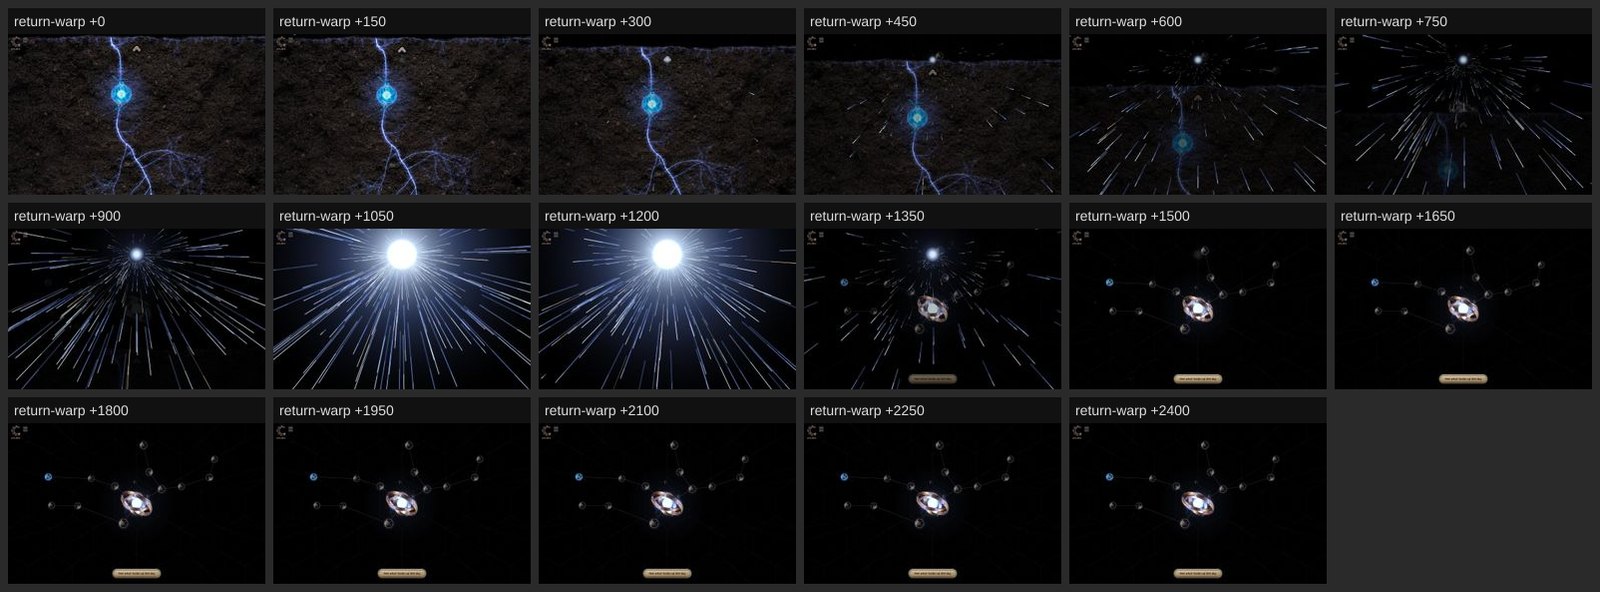 return-warp +0
return-warp +150
return-warp +300
return-warp +450
return-warp +600
return-warp +750
return-warp +900
return-warp +1050
return-warp +1200
return-warp +1350
return-warp +1500
return-warp +1650
return-warp +1800
return-warp +1950
return-warp +2100
return-warp +2250
return-warp +2400